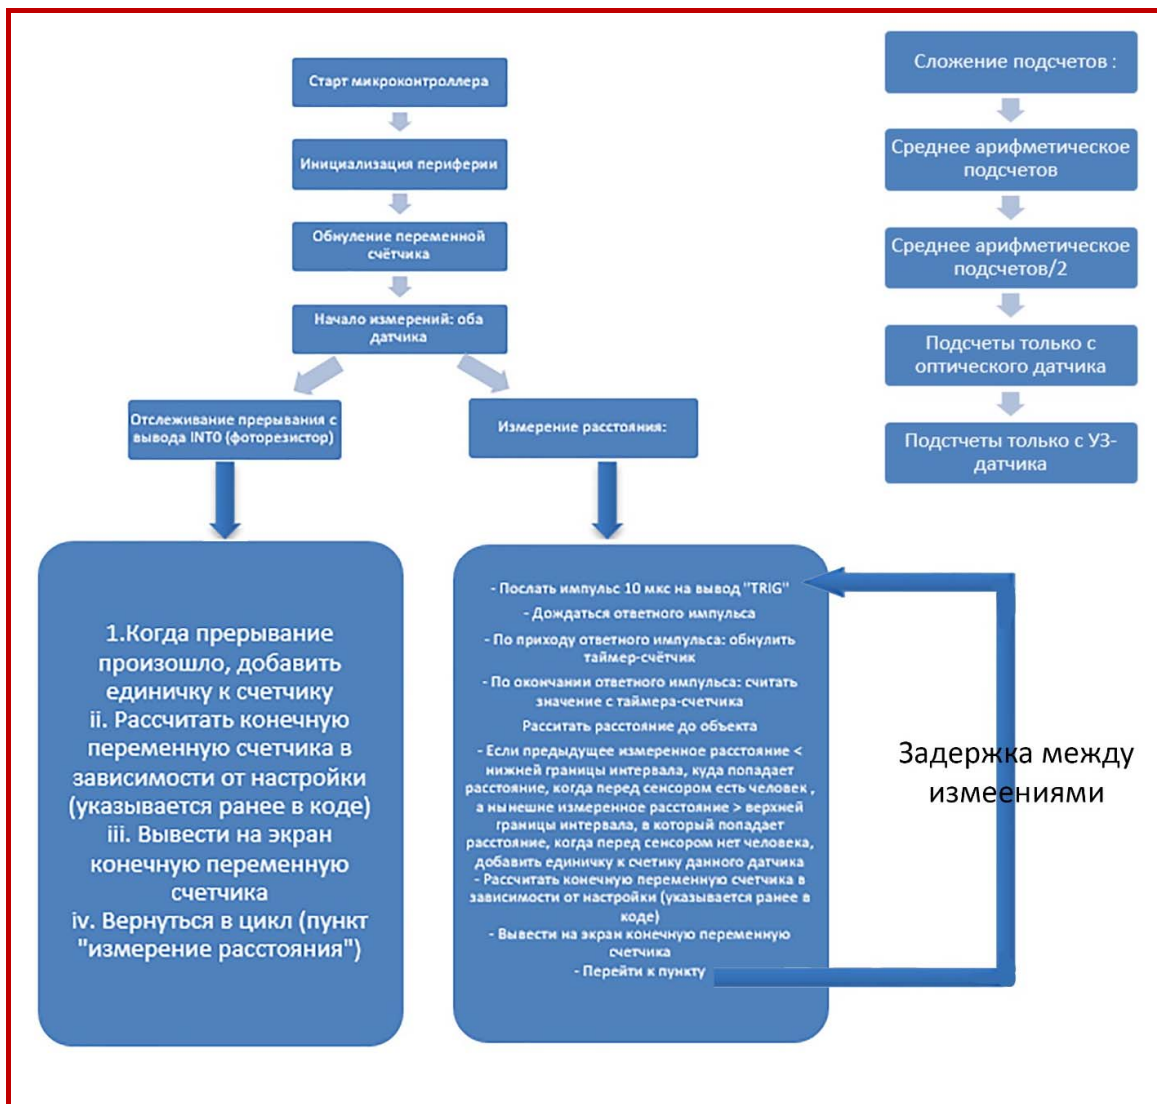 Старт микроконтроллера
Инициализация периферии
Обнуление переменной
счётчика
Начало измерений: оба
датчика
Отслеживание прерывания с
вывода INT0 (фоторезистор)
Измерение расстояния:
1.Когда прерывание
произошло, добавить
единичку к счетчику
ii. Рассчитать конечную
переменную счетчика в
зависимости от настройки
(указывается ранее в коде)
iii. Вывести на экран
конечную переменную
счетчика
iv. Вернуться в цикл (пункт
"измерение расстояния")
- Послать импульс 10 мкс на вывод "TRIG"
- Дождаться ответного импульса
- По приходу ответного импульса: обнулить
таймер-счётчик
- По окончании ответного импульса: считать
значение с таймера-счетчика
Расситать расстояние до объекта
- Если предыдущее измеренное расстояние <
нижней границы интервала, куда попадает
расстояние, когда перед сенсором есть человек ,
а нынешне измеренное расстояние > верхней
границы интервала, в который попадает
расстояние, когда перед сенсором нет человека,
добавить единичку к счетику данного датчика
- Рассчитать конечную переменную счетчика в
зависимости от настройки (указывается ранее в
коде)
- Вывести на экран конечную переменную
счетчика
- Перейти к пункту
Задержка между
измеениями
Сложение подсчетов :
Среднее арифметическое
подсчетов
Среднее арифметическое
подсчетов/2
Подсчеты только с
оптического датчика
Подстчеты только с УЗ-
датчика